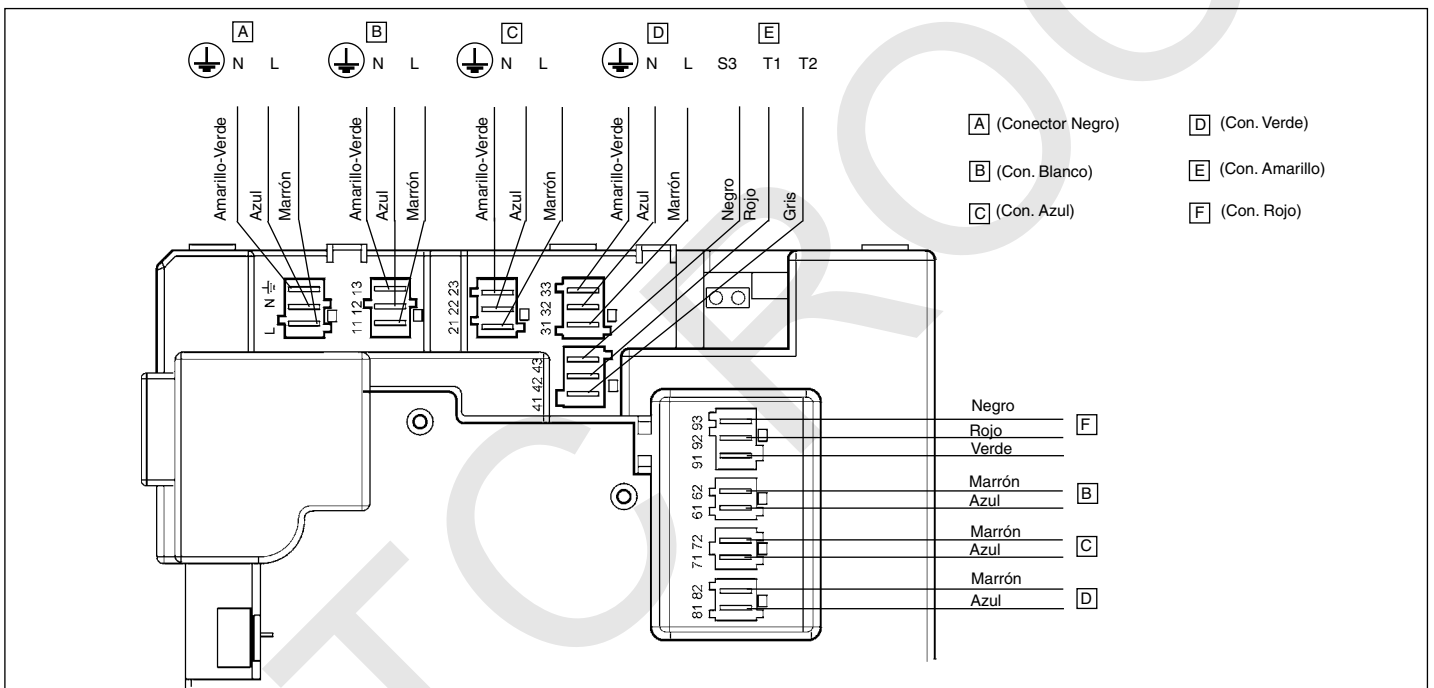 A B C D E
N L N L N L N L S3 T1 T2
Amarillo-Verde
Azul
Marrón
Amarillo-Verde
Azul
Marrón
Amarillo-Verde
Azul
Marrón
Amarillo-Verde
Azul
Marrón
Negro
Rojo
Gris
A (Conector Negro)
D (Con. Verde)
B (Con. Blanco)
E (Con. Amarillo)
C (Con. Azul)
F (Con. Rojo)
L N
11 12 13
21 22 23
31 32 33
41 42 43
91 92 93
Negro
Rojo
Verde
F
61 62
Marrón
Azul
B
71 72
Marrón
Azul
C
81 82
Marrón
Azul
D
TCROC